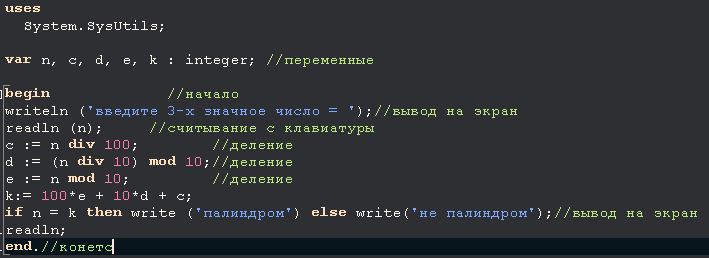 uses
System.SysUtils;
var n, c, d, e, k : integer; //переменные
begin //начало
writeln ('введите 3-х значное число = ');//вывод на экран
readln (n); //считывание с клавиатуры
c := n div 100; //деление
d := (n div 10) mod 10;//деление
e := n mod 10; //деление
k:= 100*e + 10*d + c;
if n = k then write ('палиндром') else write('не палиндром');//вывод на экран
readln;
end.//конетс